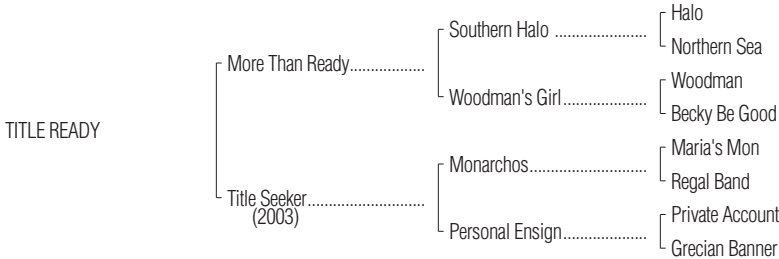 Halo
Southern Halo ......................
Northern Sea
More Than Ready..................
Woodman
Woodman's Girl....................
Becky Be Good
TITLE READY
Maria's Mon
Monarchos............................
Regal Band
Title Seeker............................
(2003)
Private Account
Personal Ensign....................
Grecian Banner